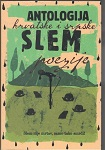 ANTOLOGIJA
hrvatske i srpske
SLEM
poezije